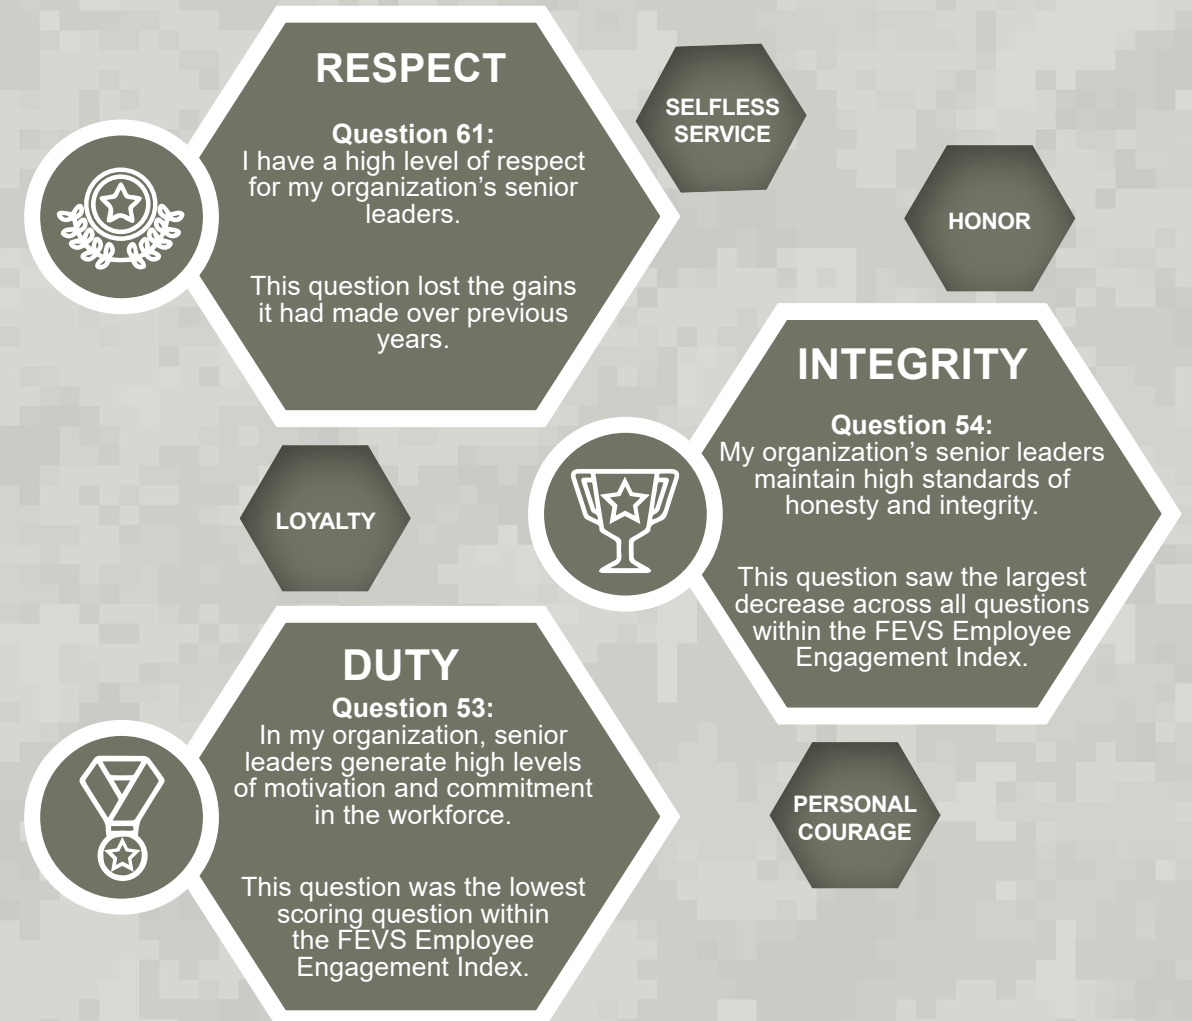 RESPECT
Question 61:
I have a high level of respect
for my organization’s senior
leaders.
This question lost the gains
it had made over previous
years.
SELFLESS
SERVICE
HONOR
INTEGRITY
Question 54:
My organization’s senior leaders
maintain high standards of
honesty and integrity.
This question saw the largest
decrease across all questions
within the FEVS Employee
Engagement Index.
LOYALTY
DUTY
Question 53:
In my organization, senior
leaders generate high levels
of motivation and commitment
in the workforce.
This question was the lowest
scoring question within
the FEVS Employee
Engagement Index.
PERSONAL
COURAGE